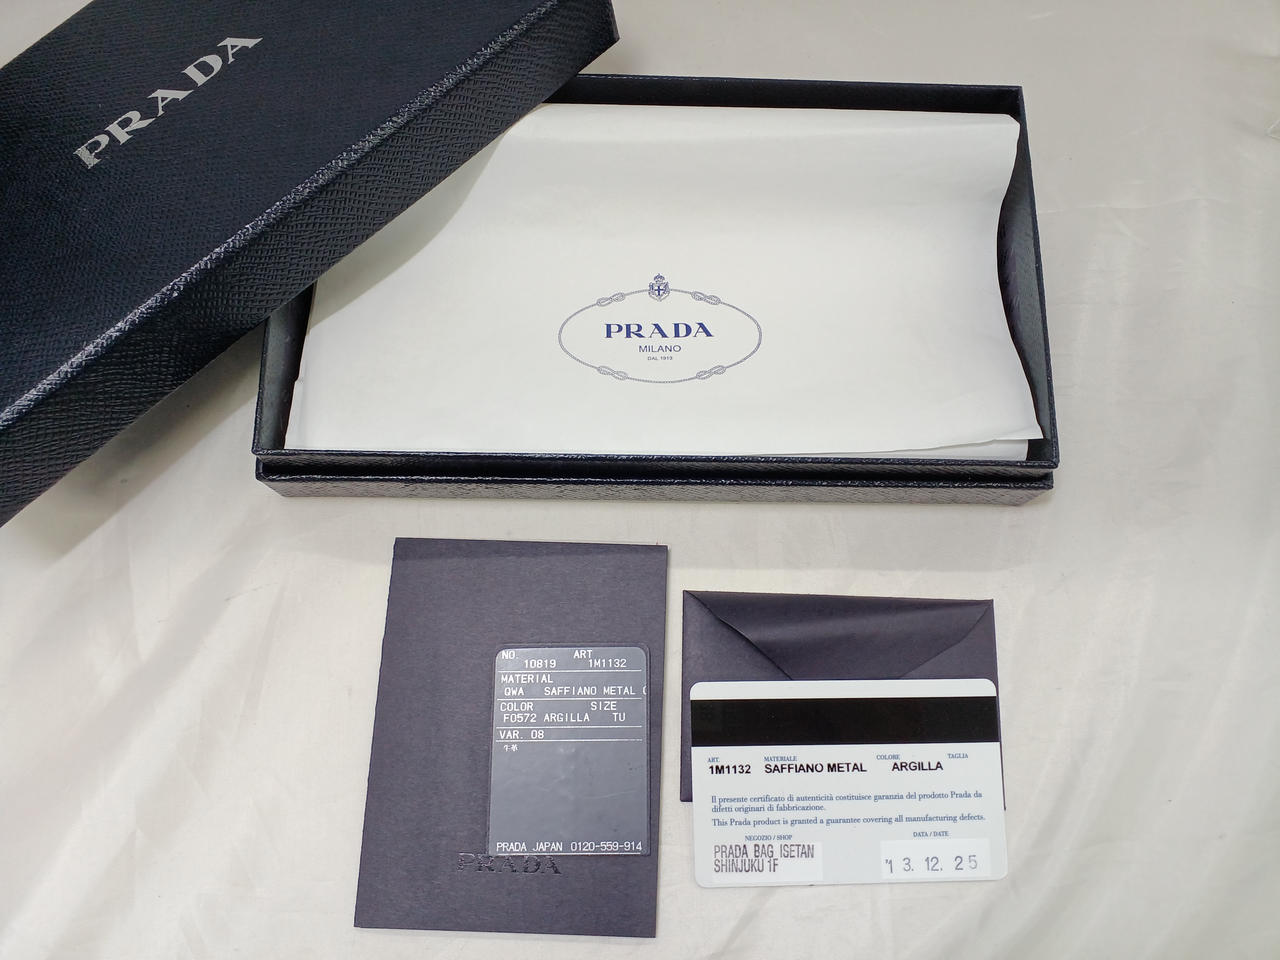 PRADA
PRADA
MILANO
DAL 1913
NO. ART
10819 1M1132
MATERIAL
QWA SAFFIANO METAL
COLOR SIZE
F0572 ARGILLA TU
VAR. 08
牛革
PRADA JAPAN 0120-559-914
PRADA
ART. MATERIALE COLORE TAGLIA
1M1132 SAFFIANO METAL ARGILLA
Il presente certificato di autenticità costituisce garanzia del prodotto Prada da
difetti originari di fabbricazione.
This Prada product is granted a guarantee covering all manufacturing defects.
NEGOZIO / SHOP DATA / DATE
PRADA BAG ISETAN
SHINJUKU 1F
'13. 12. 25